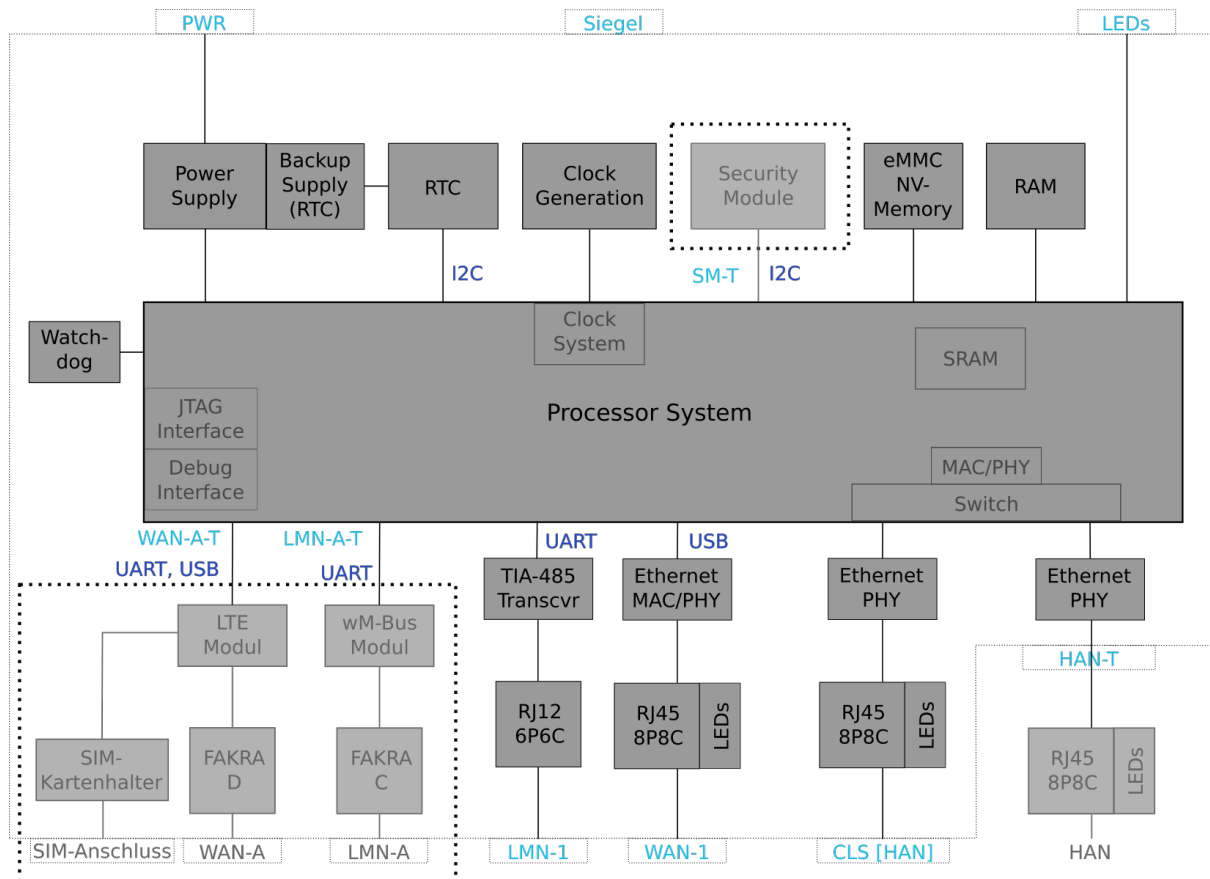 PWR
Siegel
LEDs
Power
Supply
Backup
Supply
(RTC)
RTC
Clock
Generation
Security
Module
eMMC
NV-
Memory
RAM
I2C
SM-T
I2C
Watch-
dog
Clock
System
SRAM
JTAG
Interface
Processor System
Debug
Interface
MAC/PHY
Switch
WAN-A-T
LMN-A-T
UART
USB
UART, USB
UART
TIA-485
Transcvr
Ethernet
MAC/PHY
Ethernet
PHY
Ethernet
PHY
LTE
Modul
wM-Bus
Modul
HAN-T
RJ12
6P6C
RJ45
8P8C
LEDs
RJ45
8P8C
LEDs
SIM-
Kartenhalter
FAKRA
D
FAKRA
C
RJ45
8P8C
LEDs
SIM-Anschluss
WAN-A
LMN-A
LMN-1
WAN-1
CLS [HAN]
HAN